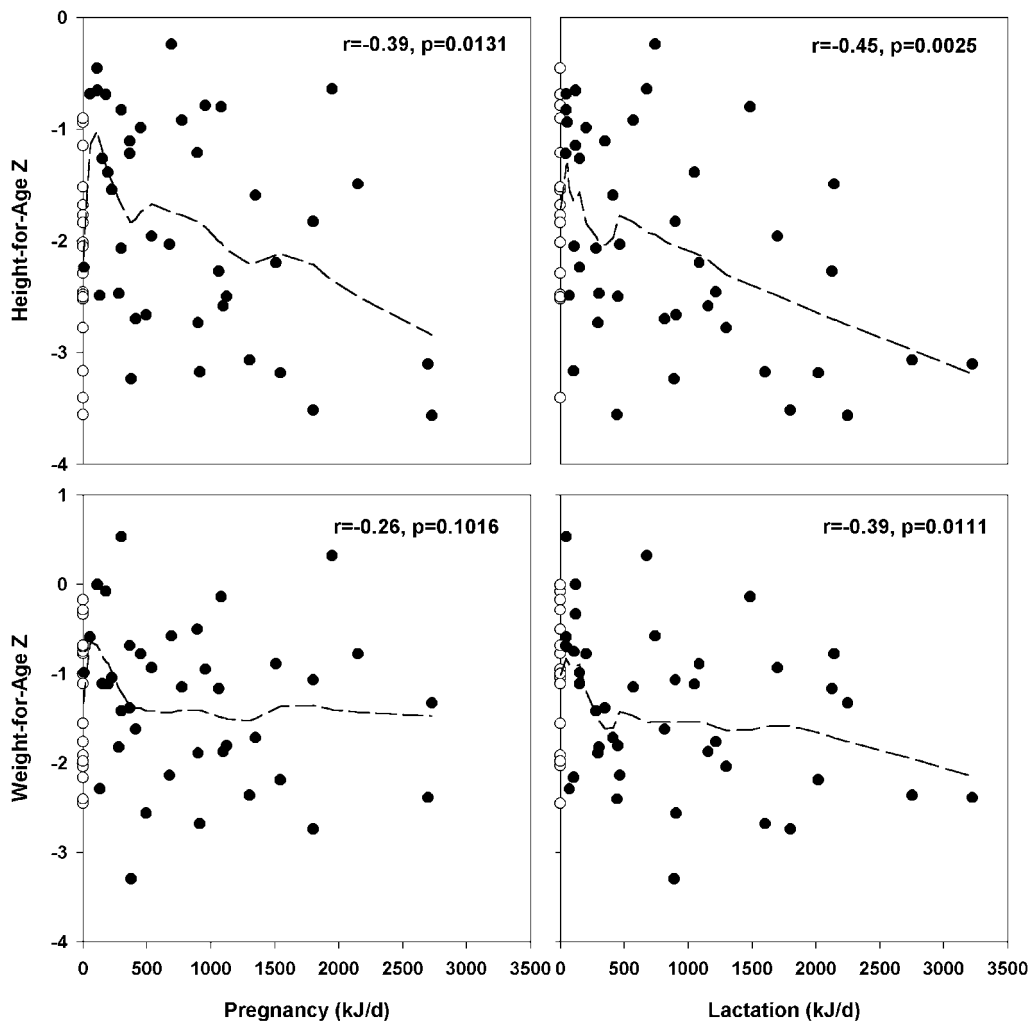 0
-1
-2
-3
-4
Height-for-Age Z
r=-0.39, p=0.0131
r=-0.45, p=0.0025
1
0
-1
-2
-3
-4
Weight-for-Age Z
r=-0.26, p=0.1016
r=-0.39, p=0.0111
0 500 1000 1500 2000 2500 3000 3500
0 500 1000 1500 2000 2500 3000 3500
Pregnancy (kJ/d)
Lactation (kJ/d)